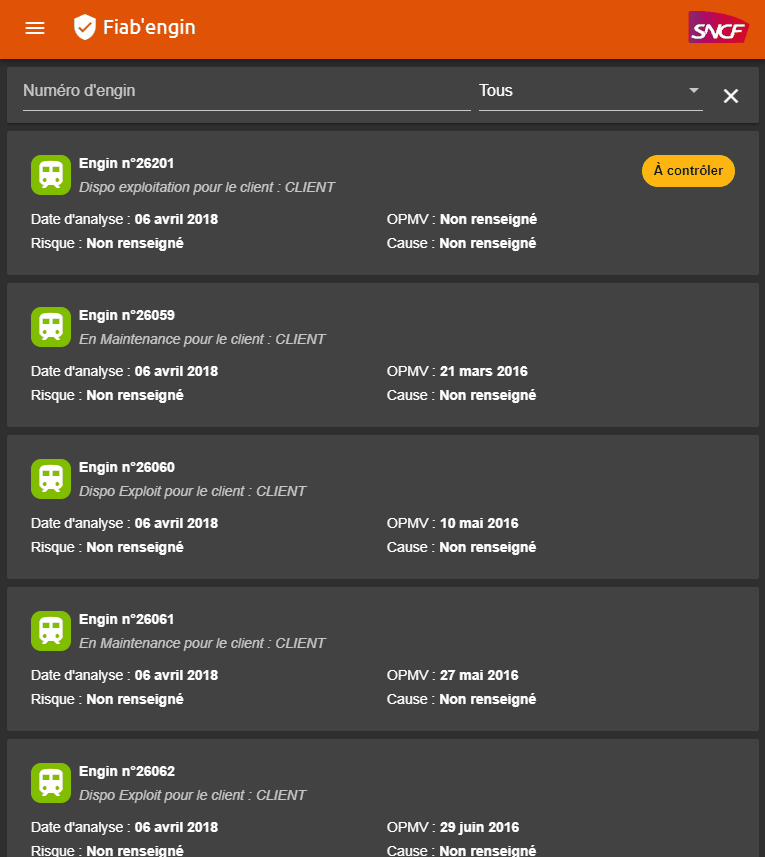 Fiab'engin
SNCF
Numéro d'engin
Tous
Engin n°26201
Dispo exploitation pour le client : CLIENT
À contrôler
Date d'analyse : 06 avril 2018
OPMV : Non renseigné
Risque : Non renseigné
Cause : Non renseigné
Engin n°26059
En Maintenance pour le client : CLIENT
Date d'analyse : 06 avril 2018
OPMV : 21 mars 2016
Risque : Non renseigné
Cause : Non renseigné
Engin n°26060
Dispo Exploit pour le client : CLIENT
Date d'analyse : 06 avril 2018
OPMV : 10 mai 2016
Risque : Non renseigné
Cause : Non renseigné
Engin n°26061
En Maintenance pour le client : CLIENT
Date d'analyse : 06 avril 2018
OPMV : 27 mai 2016
Risque : Non renseigné
Cause : Non renseigné
Engin n°26062
Dispo Exploit pour le client : CLIENT
Date d'analyse : 06 avril 2018
OPMV : 29 juin 2016
Risque : Non renseigné
Cause : Non renseigné